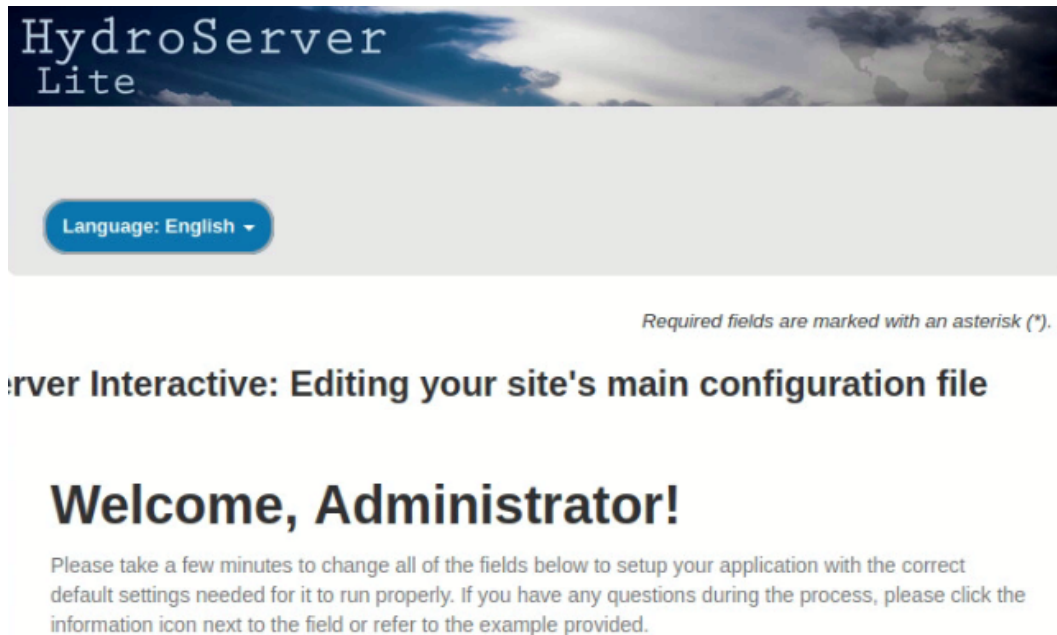 HydroServer
Lite
Language: English
Required fields are marked with an asterisk (*).
rver Interactive: Editing your site's main configuration file
Welcome, Administrator!
Please take a few minutes to change all of the fields below to setup your application with the correct
default settings needed for it to run properly. If you have any questions during the process, please click the
information icon next to the field or refer to the example provided.